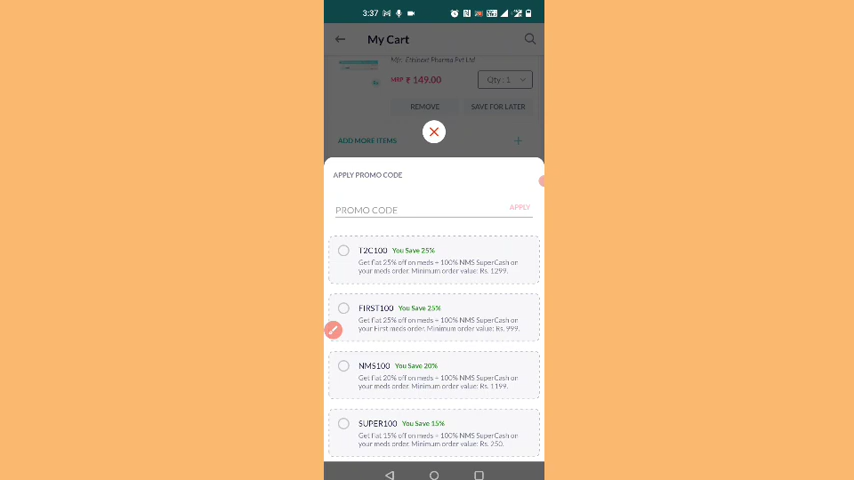 3:37
My Cart
Pharma Pvt Ltd
MRP ₹ 149.00
Qty : 1
REMOVE
SAVE FOR LATER
ADD MORE ITEMS
APPLY PROMO CODE
PROMO CODE
APPLY
T2C100 You Save 25%
Get flat 25% off on meds + 100% NMS SuperCash on
your meds order. Minimum order value: Rs. 1299.
FIRST100 You Save 25%
Get flat 25% off on meds + 100% NMS SuperCash on
your First meds order. Minimum order value: Rs. 999.
NMS100 You Save 20%
Get flat 20% off on meds + 100% NMS SuperCash on
your meds order. Minimum order value: Rs. 1199.
SUPER100 You Save 15%
Get flat 15% off on meds + 100% NMS SuperCash on
your meds order. Minimum order value: Rs. 250.